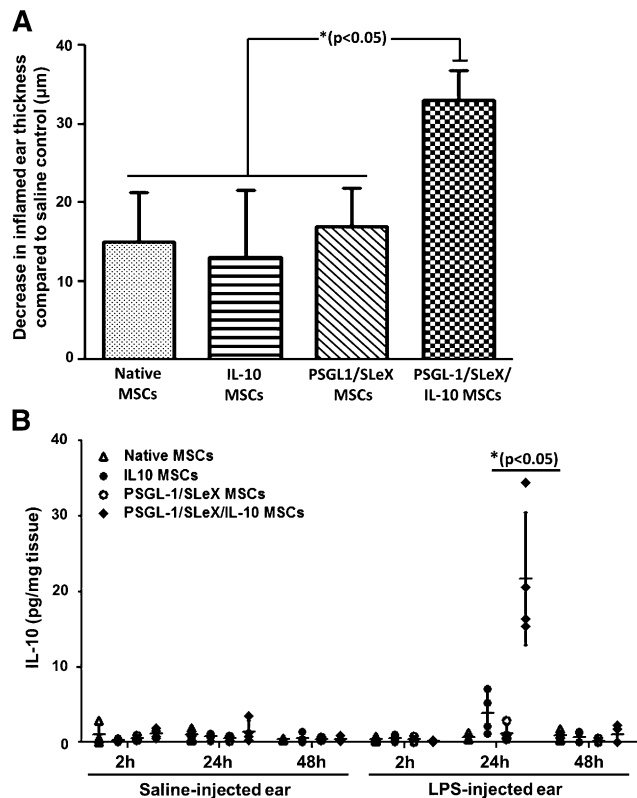 A
Decrease in inflamed ear thickness
compared to saline control (μm)
40
30
20
10
0
*(p<0.05)
Native
MSCs
IL-10
MSCs
PSGL1/SLeX
MSCs
PSGL-1/SLeX/
IL-10 MSCs
B
IL-10 (pg/mg tissue)
40
30
20
10
0
Native MSCs
IL10 MSCs
PSGL-1/SLeX MSCs
PSGL-1/SLeX/IL-10 MSCs
*(p<0.05)
2h
24h
48h
2h
24h
48h
Saline-injected ear
LPS-injected ear